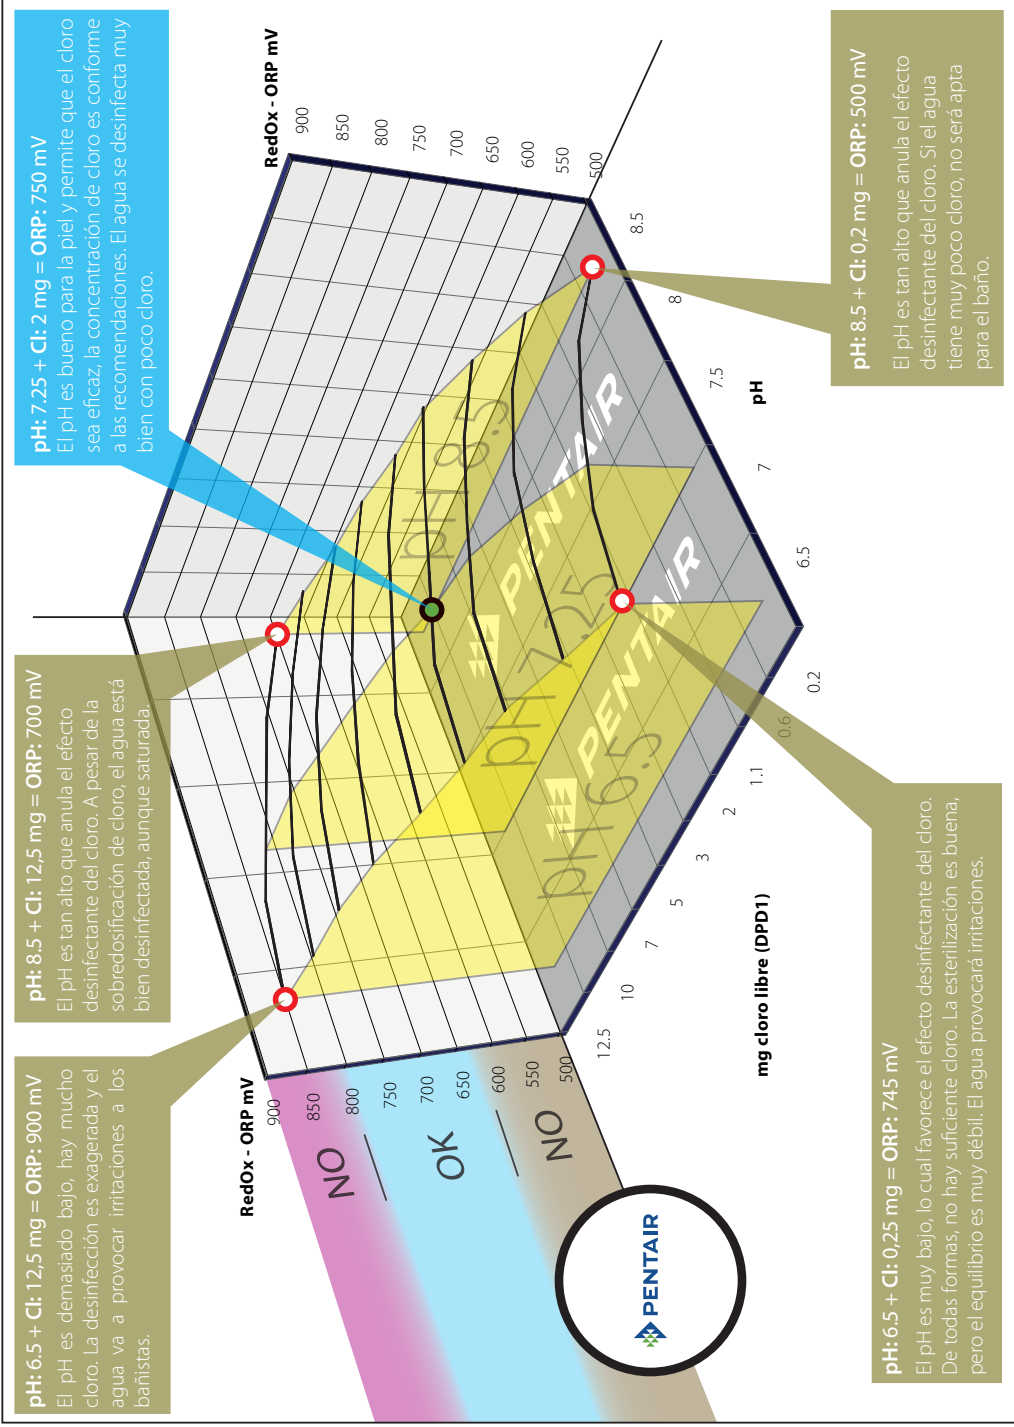 pH: 6.5 + Cl: 12,5 mg = ORP: 900 mV
El pH es demasiado bajo, hay mucho
cloro. La desinfección es exagerada y el
agua va a provocar irritaciones a los
bañistas.
pH: 8.5 + Cl: 12,5 mg = ORP: 700 mV
El pH es tan alto que anula el efecto
desinfectante del cloro. A pesar de la
sobredosificación de cloro, el agua está
bien desinfectada, aunque saturada.
pH: 7.25 + Cl: 2 mg = ORP: 750 mV
El pH es bueno para la piel y permite que el cloro
sea eficaz, la concentración de cloro es conforme
a las recomendaciones. El agua se desinfecta muy
bien con poco cloro.
RedOx - ORP mV
900
850
800
750
700
650
600
550
500
RedOx - ORP mV
900
850
800
750
700
650
600
550
500
NO
OK
NO
PENTAIR
pH 8.5
pH 7.25
pH 6.5
PENTAIR
PENTAIR
12.5
10
7
5
3
2
1.1
0.6
0.2
mg cloro libre (DPD1)
6.5
7
7.5
8
8.5
pH
pH: 6.5 + Cl: 0,25 mg = ORP: 745 mV
El pH es muy bajo, lo cual favorece el efecto desinfectante del cloro.
De todas formas, no hay suficiente cloro. La esterilización es buena,
pero el equilibrio es muy débil. El agua provocará irritaciones.
pH: 8.5 + Cl: 0,2 mg = ORP: 500 mV
El pH es tan alto que anula el efecto
desinfectante del cloro. Si el agua
tiene muy poco cloro, no será apta
para el baño.